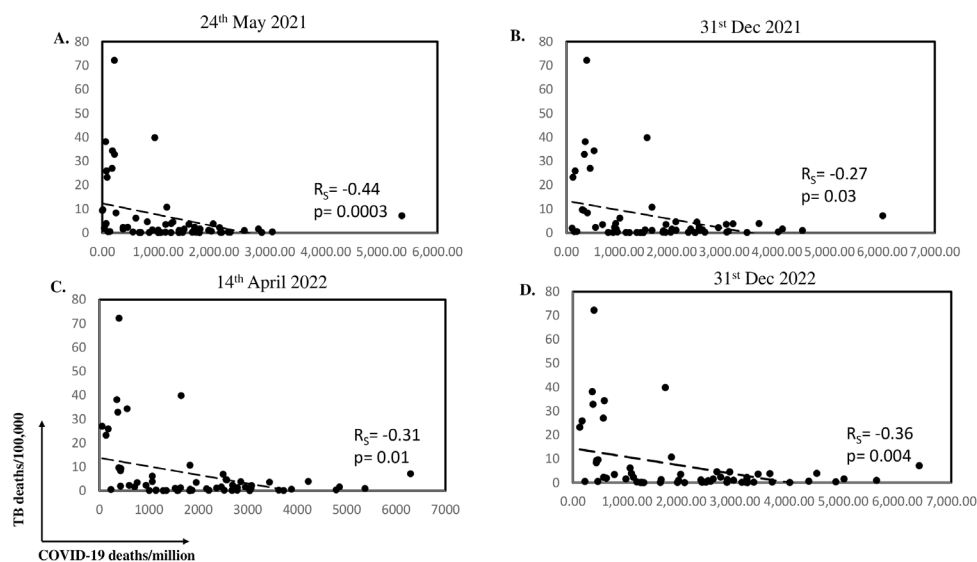 24th May 2021
A.
80
70
60
50
40
30
20
10
0
RS= -0.44
p= 0.0003
0.00 1,000.00 2,000.00 3,000.00 4,000.00 5,000.00 6,000.00
31st Dec 2021
B.
80
70
60
50
40
30
20
10
0
RS= -0.27
p= 0.03
0.00 1,000.00 2,000.00 3,000.00 4,000.00 5,000.00 6,000.00 7,000.00
C.
14th April 2022
80
70
60
50
40
30
20
10
0
RS= -0.31
p= 0.01
0 1000 2000 3000 4000 5000 6000 7000
D.
31st Dec 2022
80
70
60
50
40
30
20
10
0
RS= -0.36
p= 0.004
0.00 1,000.00 2,000.00 3,000.00 4,000.00 5,000.00 6,000.00 7,000.00
TB deaths/100,000
COVID-19 deaths/million